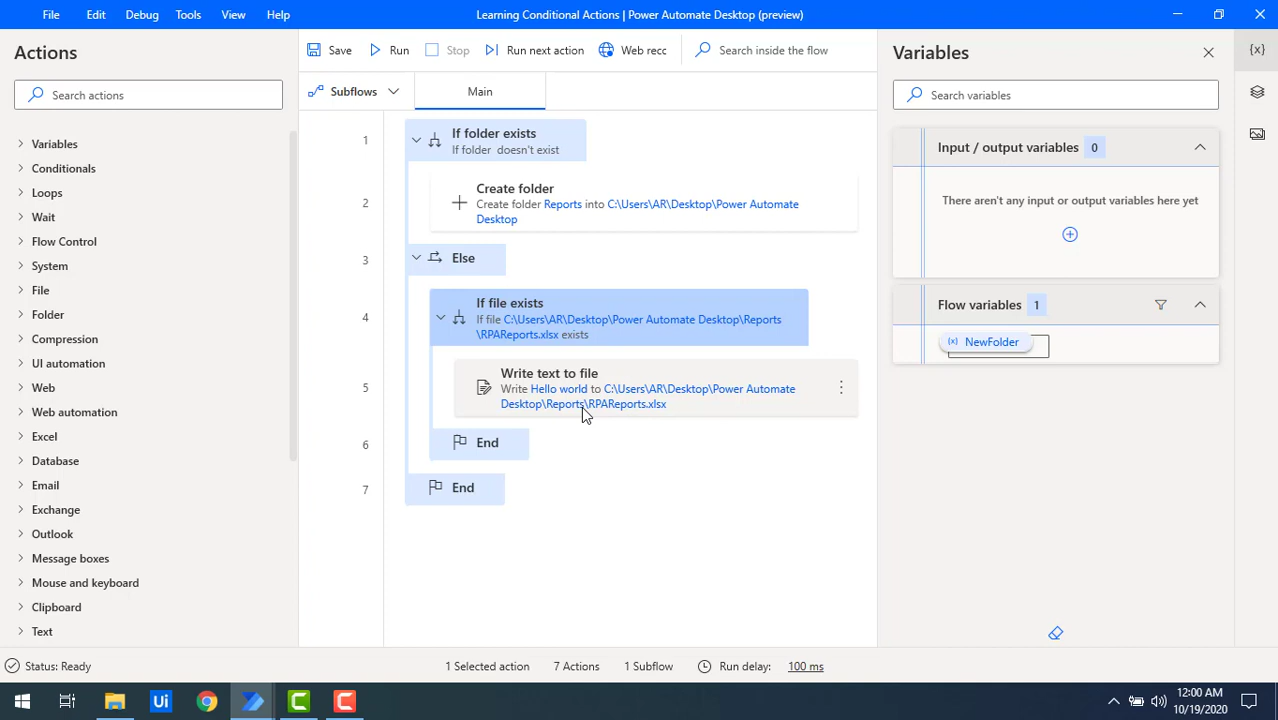 File Edit Debug Tools View Help
Learning Conditional Actions | Power Automate Desktop (preview)
Actions
Search actions
Variables
Conditionals
Loops
Wait
Flow Control
System
File
Folder
Compression
UI automation
Web
Web automation
Excel
Database
Email
Exchange
Outlook
Message boxes
Mouse and keyboard
Clipboard
Text
Save Run Stop Run next action Web recc Search inside the flow
Subflows Main
1 If folder exists
If folder doesn't exist
2 Create folder
Create folder Reports into C:\Users\AR\Desktop\Power Automate
Desktop
3 Else
4 If file exists
If file C:\Users\AR\Desktop\Power Automate Desktop\Reports
\RPAReports.xlsx exists
5 Write text to file
Write Hello world to C:\Users\AR\Desktop\Power Automate
Desktop\Reports\RPAReports.xlsx
6 End
7 End
Variables
{x}
Search variables
Input / output variables 0
There aren't any input or output variables here yet
Flow variables 1
(x) NewFolder
Status: Ready
1 Selected action 7 Actions 1 Subflow Run delay: 100 ms
Ui C C
12:00 AM
10/19/2020